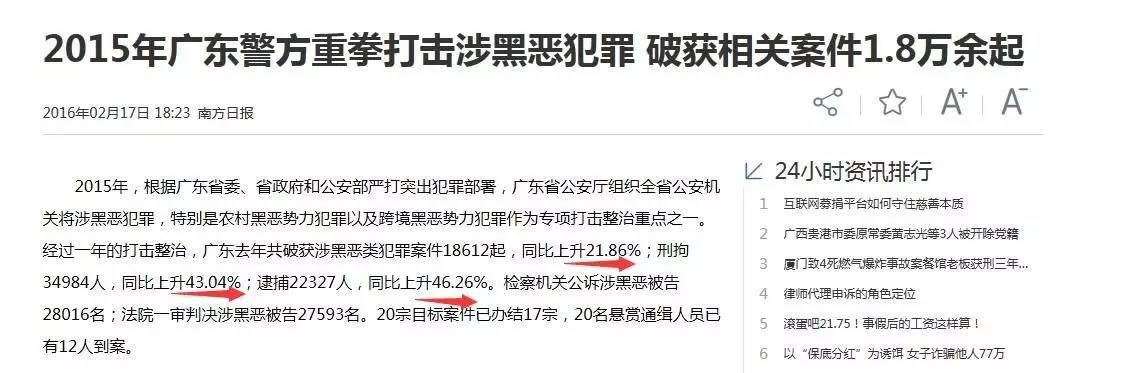 2015年广东警方重拳打击涉黑恶犯罪 破获相关案件1.8万余起
2016年02月17日 18:23 南方日报
A+
A-
2015年，根据广东省委、省政府和公安部严打突出犯罪部署，广东省公安厅组织全省公安机
关将涉黑恶犯罪，特别是农村黑恶势力犯罪以及跨境黑恶势力犯罪作为专项打击整治重点之一。
经过一年的打击整治，广东去年共破获涉黑恶类犯罪案件18612起，同比上升21.86%；刑拘
34984人，同比上升43.04%；逮捕22327人，同比上升46.26%。检察机关公诉涉黑恶被告
28016名；法院一审判决涉黑恶被告27593名。20宗目标案件已办结17宗，20名悬赏通缉人员已
有12人到案。
24小时资讯排行
1 互联网募捐平台如何守住慈善本质
2 广西贵港市委原常委黄志光等3人被开除党籍
3 厦门致4死燃气爆炸事故案餐馆老板获刑三年...
4 律师代理申诉的角色定位
5 滚蛋吧21.75！事假后的工资这样算！
6 以“保底分红”为诱饵 女子诈骗他人77万